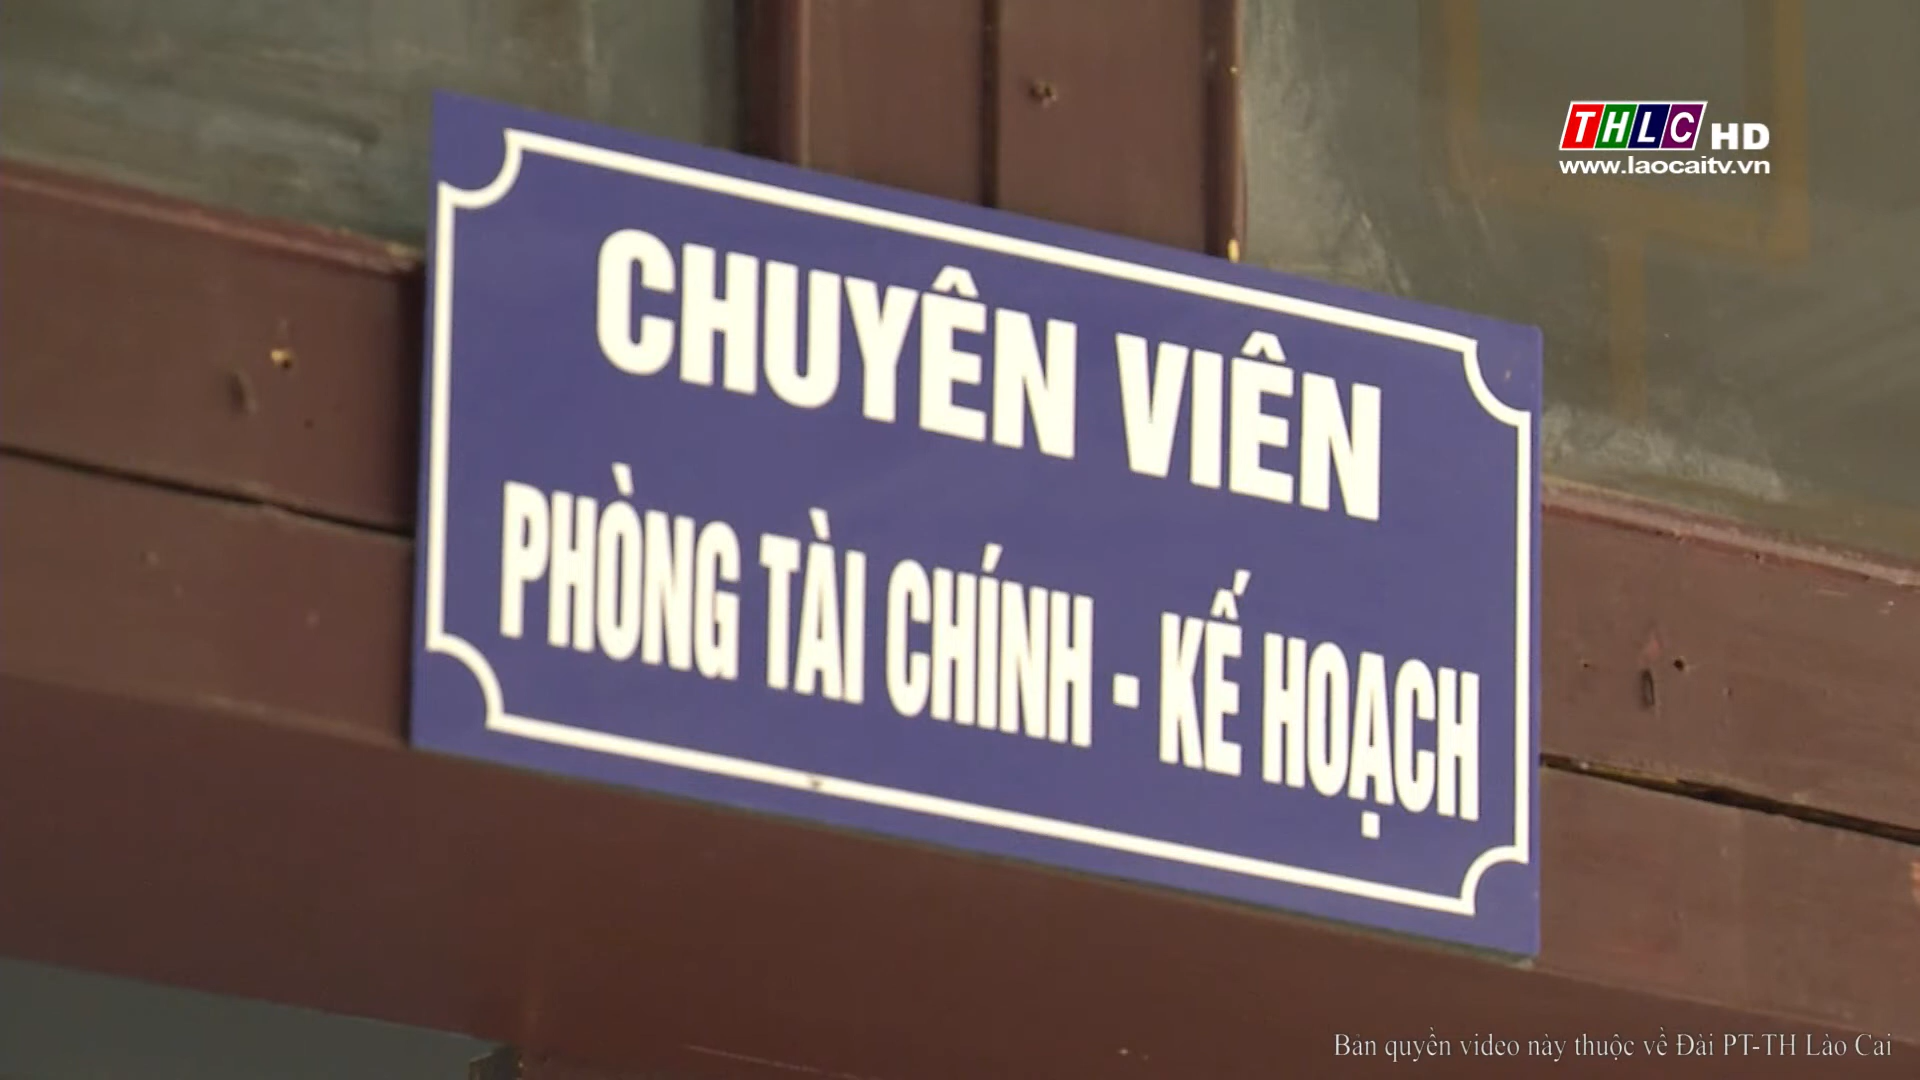 THLC HD
www.laocaitv.vn
CHUYÊN VIÊN
PHÒNG TÀI CHÍNH - KẾ HOẠCH
Bản quyền video này thuộc về Đài PT-TH Lào Cai